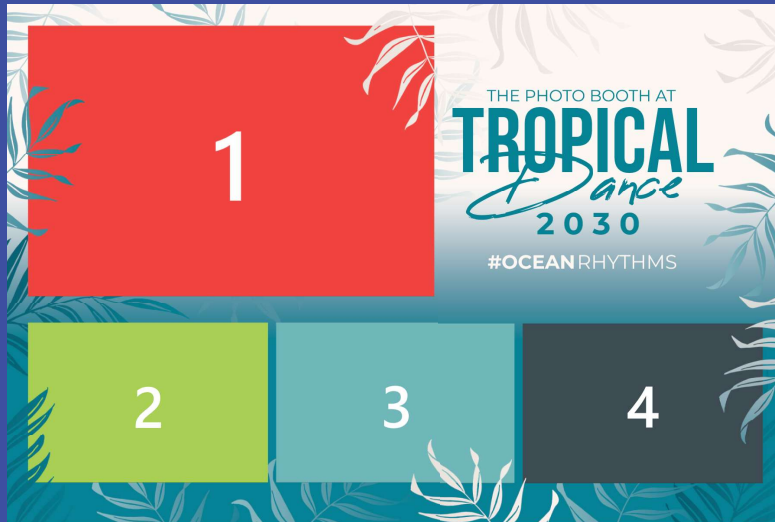 1
THE PHOTO BOOTH AT
TROPICAL
Dance
2030
#OCEANRHYTHMS
2
3
4